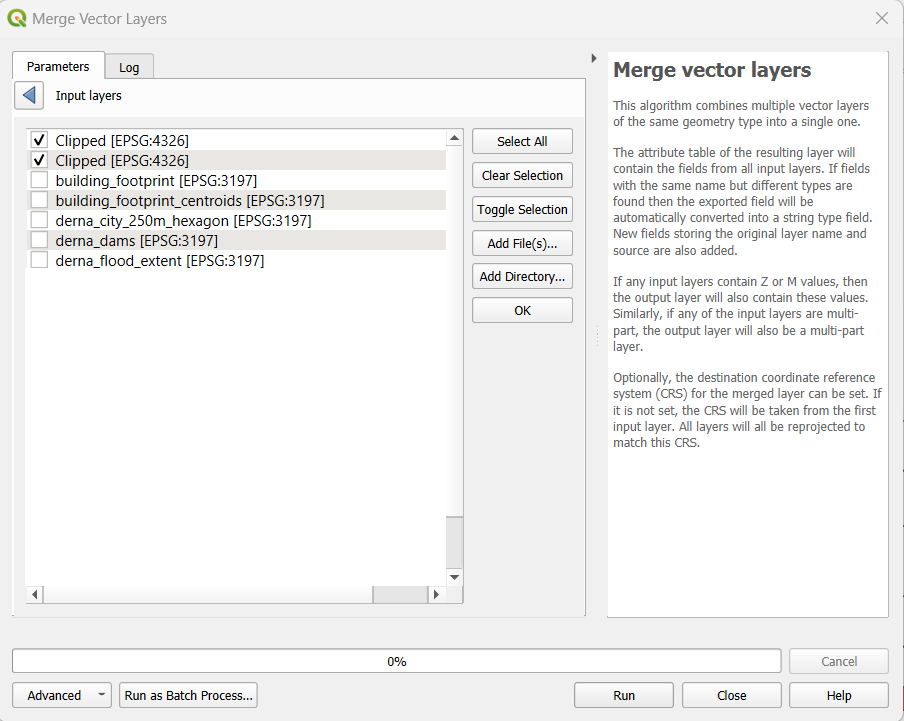 Merge Vector Layers
Parameters
Log
Input layers
Clipped [EPSG:4326]
Clipped [EPSG:4326]
building_footprint [EPSG:3197]
building_footprint_centroids [EPSG:3197]
derna_city_250m_hexagon [EPSG:3197]
derna_dams [EPSG:3197]
derna_flood_extent [EPSG:3197]
Select All
Clear Selection
Toggle Selection
Add File(s)...
Add Directory...
OK
Merge vector layers
This algorithm combines multiple vector layers
of the same geometry type into a single one.
The attribute table of the resulting layer will
contain the fields from all input layers. If fields
with the same name but different types are
found then the exported field will be
automatically converted into a string type field.
New fields storing the original layer name and
source are also added.
If any input layers contain Z or M values, then
the output layer will also contain these values.
Similarly, if any of the input layers are multi-
part, the output layer will also be a multi-part
layer.
Optionally, the destination coordinate reference
system (CRS) for the merged layer can be set. If
it is not set, the CRS will be taken from the first
input layer. All layers will all be reprojected to
match this CRS.
0%
Cancel
Advanced
Run as Batch Process...
Run
Close
Help